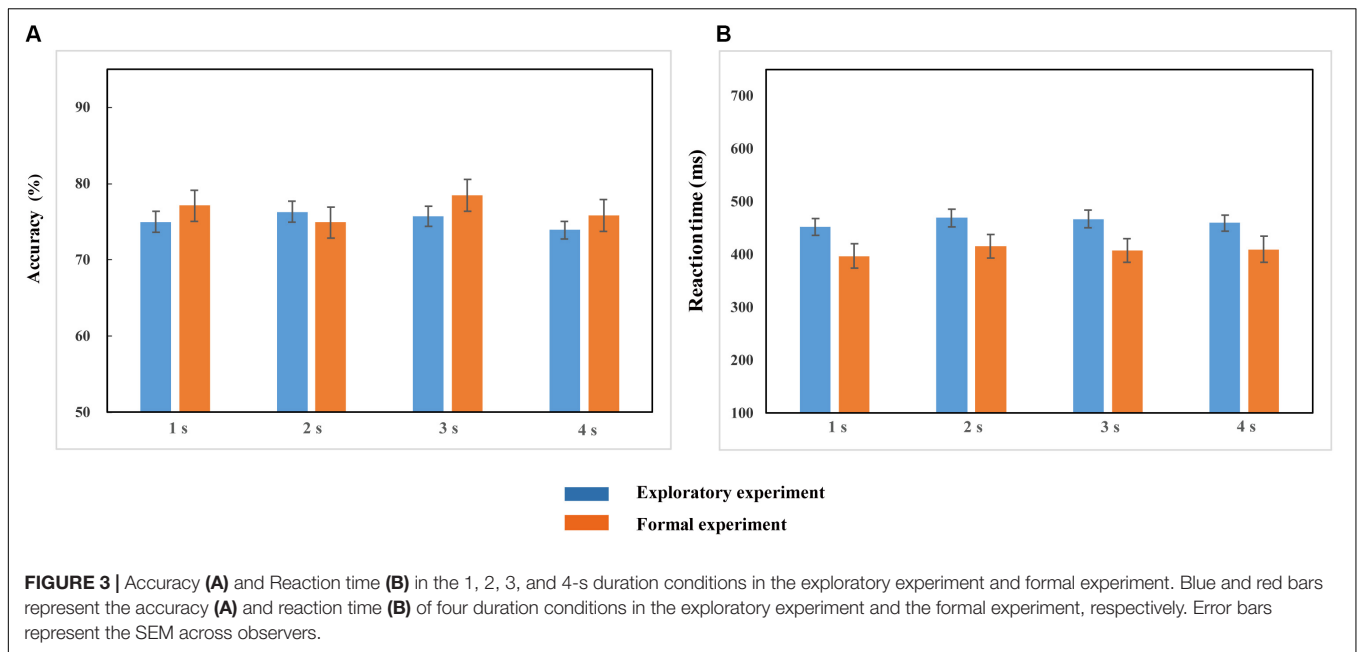 A
B
Accuracy (%)
90
80
70
60
50
1 s 2 s 3 s 4 s
Reaction time (ms)
700
600
500
400
300
200
100
1 s 2 s 3 s 4 s
Exploratory experiment
Formal experiment
FIGURE 3 | Accuracy (A) and Reaction time (B) in the 1, 2, 3, and 4-s duration conditions in the exploratory experiment and formal experiment. Blue and red bars
represent the accuracy (A) and reaction time (B) of four duration conditions in the exploratory experiment and the formal experiment, respectively. Error bars
represent the SEM across observers.